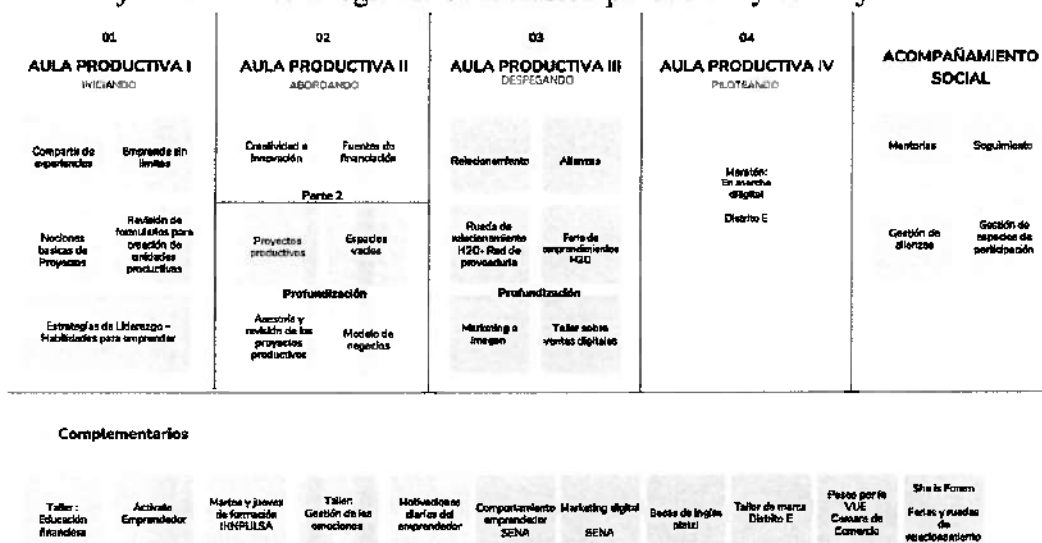 01
AULA PRODUCTIVA I
INICIANDO
Compartir de
experiencias
Emprende sin
límites
Nociones
basicas de
Proyectos
Revisión de
formularios para
creación de
unidades
productivas
Estrategias de Liderazgo –
Habilidades para emprender
02
AULA PRODUCTIVA II
ABORDANDO
Creatividad e
Innovación
Fuentes de
financiación
Parte 2
Proyectos
productivos
Espacios
vacíos
Profundización
Asesoría y
revisión de los
proyectos
productivos
Modelo de
negocios
03
AULA PRODUCTIVA III
DESPEGANDO
Relacionamiento
Alianzas
Rueda de
relacionamiento
H2O- Red de
proveeduría
Feria de
emprendimientos
H2O
Profundización
Marketing e
imagen
Taller sobre
ventas digitales
04
AULA PRODUCTIVA IV
PILOTEANDO
Maratón:
En marcha
digital
Distrito E
ACOMPAÑAMIENTO
SOCIAL
Mentorías
Seguimiento
Gestión de
alianzas
Gestión de
espacios de
participación
Complementarios
Taller :
Educación
financiera
Actívate
Emprendedor
Martes y jueves
de formación
INNPULSA
Taller:
Gestión de las
emociones
Motivaciones
diarias del
emprendedor
Comportamiento
emprendedor
SENA
Marketing digital
SENA
Becas de inglés
platzi
Taller de marca
Distrito E
Paseo por la
VUE
Camara de
Comercio
She is Forum
Ferias y ruedas
de
relacionamiento